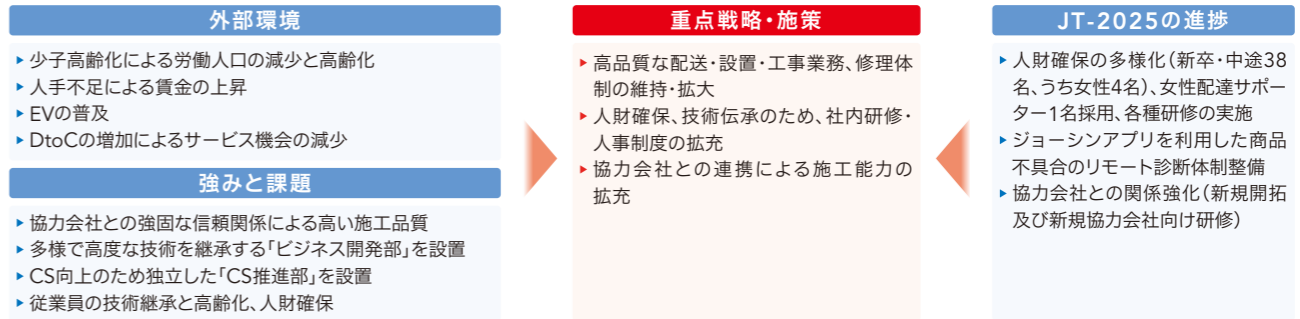 外部環境
▶ 少子高齢化による労働人口の減少と高齢化
▶ 人手不足による賃金の上昇
▶ EVの普及
▶ DtoCの増加によるサービス機会の減少
強みと課題
▶ 協力会社との強固な信頼関係による高い施工品質
▶ 多様で高度な技術を継承する「ビジネス開発部」を設置
▶ CS向上のため独立した「CS推進部」を設置
▶ 従業員の技術継承と高齢化、人財確保
重点戦略・施策
▶ 高品質な配送・設置・工事業務、修理体
制の維持・拡大
▶ 人財確保、技術伝承のため、社内研修・
人事制度の拡充
▶ 協力会社との連携による施工能力の
拡充
JT-2025の進捗
▶ 人財確保の多様化（新卒・中途38
名、うち女性4名）、女性配達サポー
ター1名採用、各種研修の実施
▶ ジョーシンアプリを利用した商品
不具合のリモート診断体制整備
▶ 協力会社との関係強化（新規開拓
及び新規協力会社向け研修）